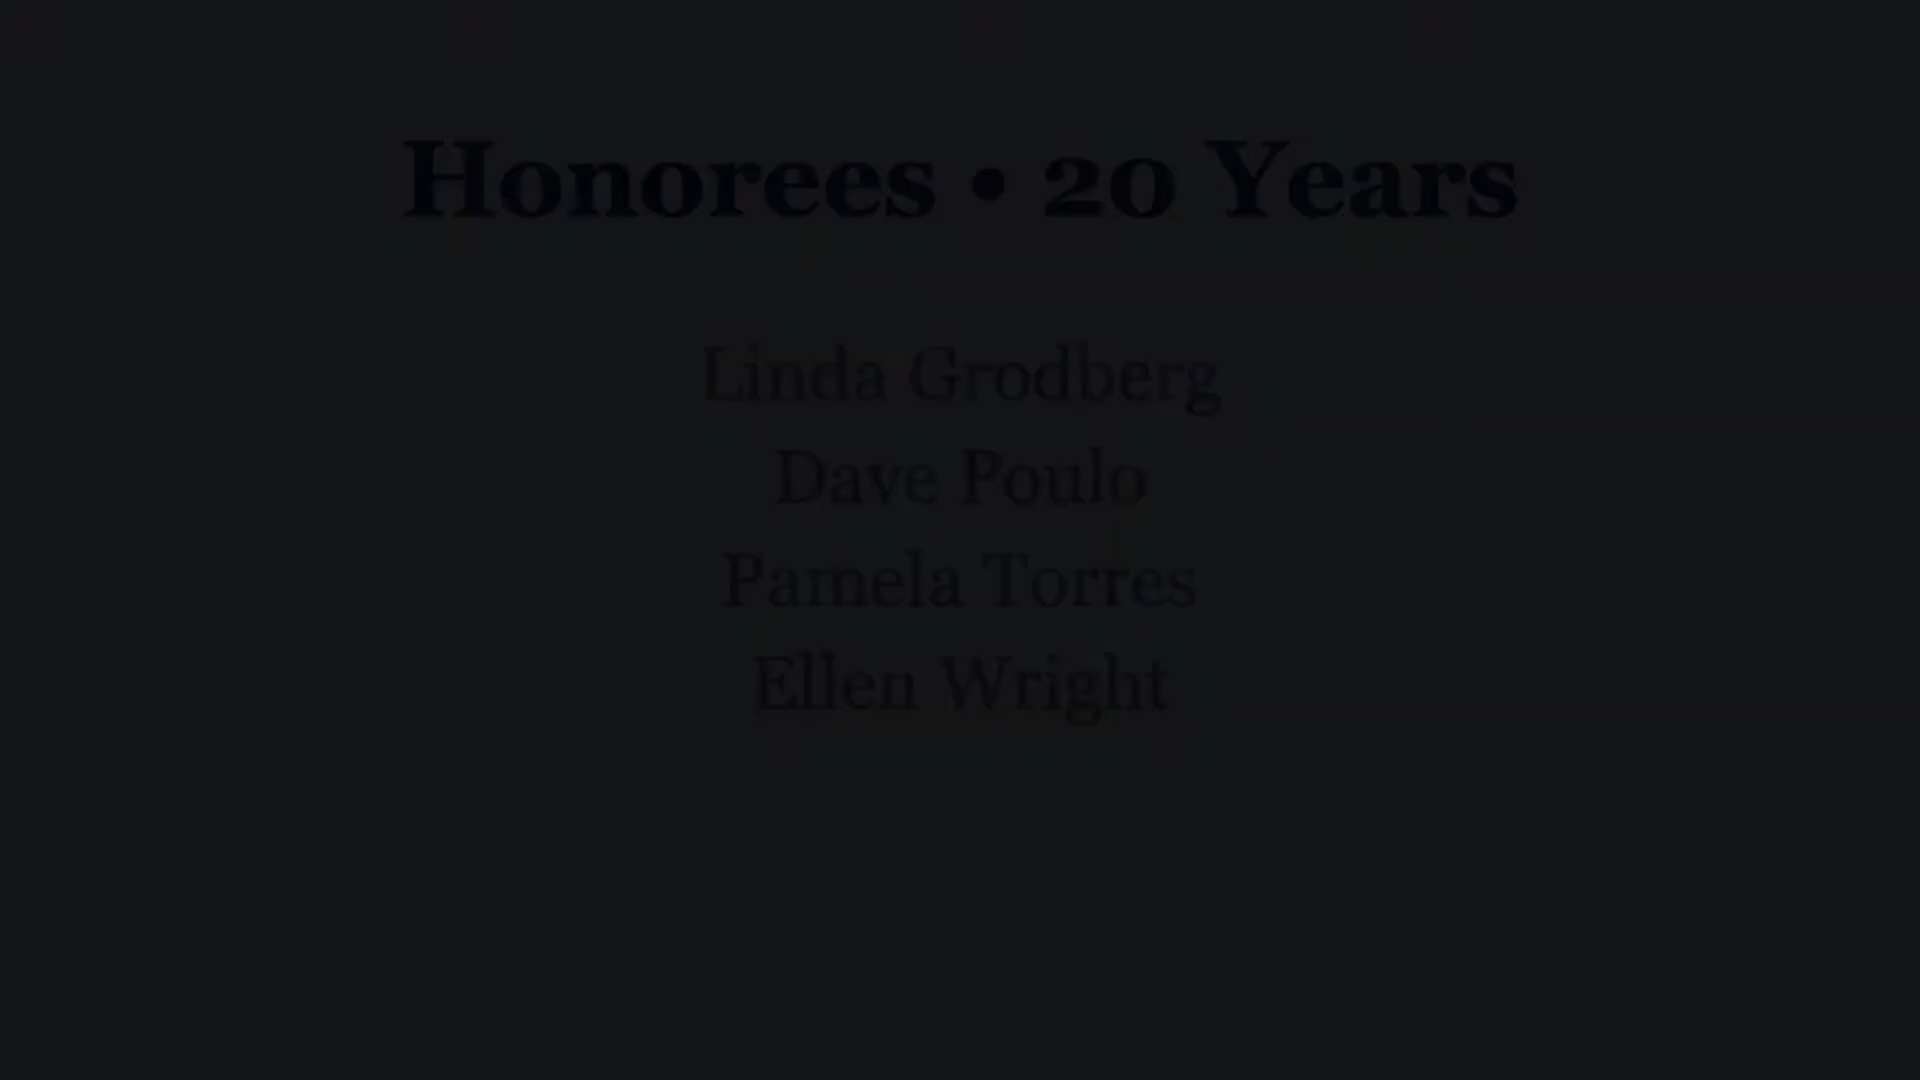 Honorees • 20 Years
Linda Grodberg
Dave Poulo
Pamela Torres
Ellen Wright